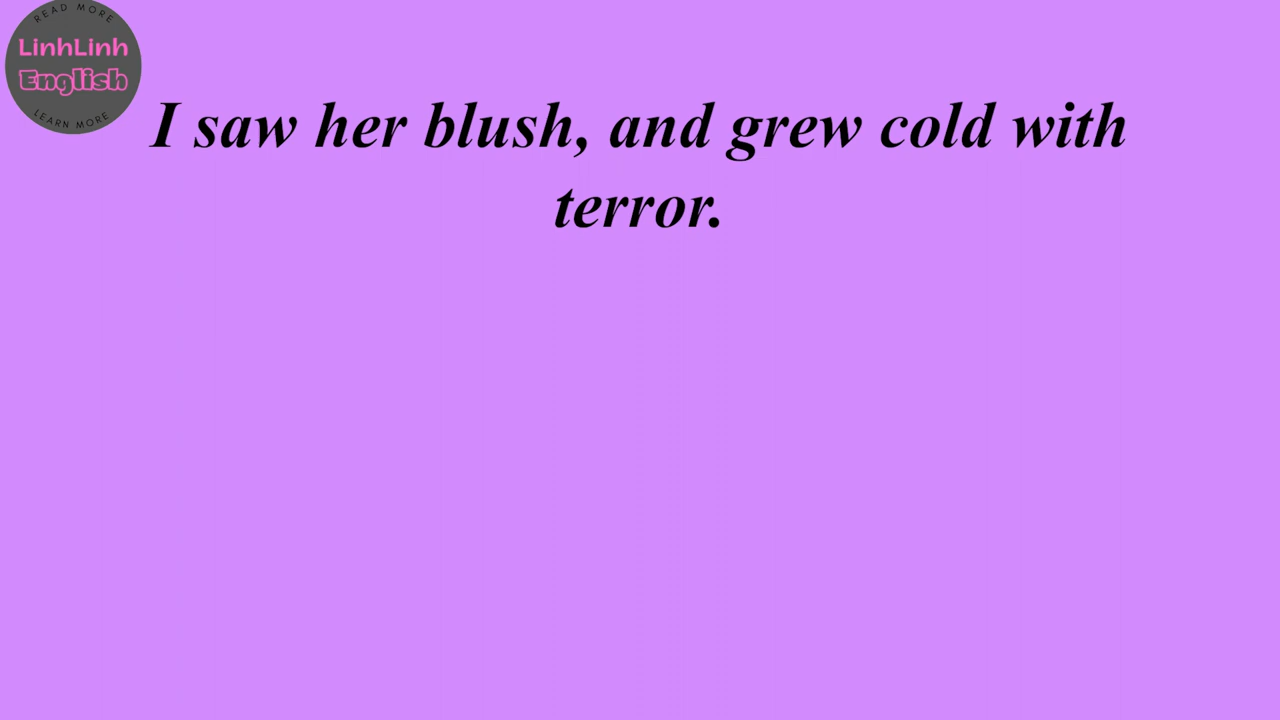 READ MORE
LinhLinh
English
LEARN MORE
I saw her blush, and grew cold with
terror.